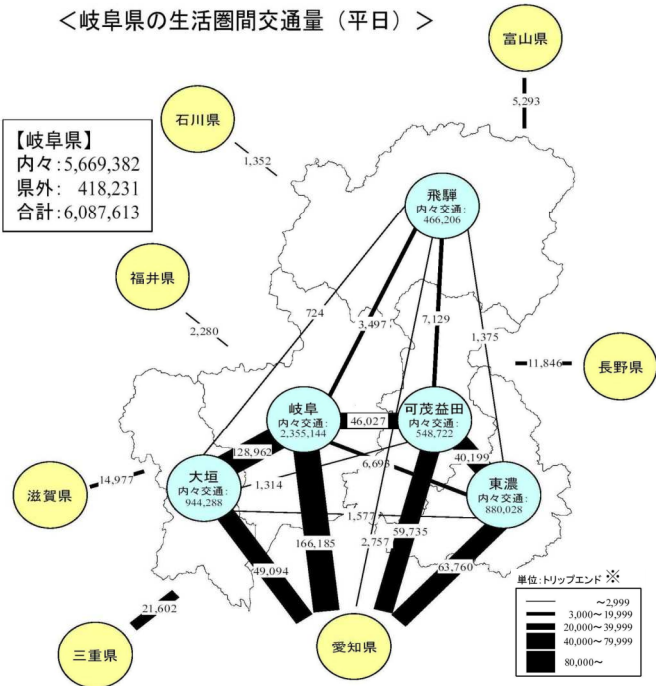 ＜岐阜県の生活圏間交通量（平日）＞
富山県
5,293
石川県
1,352
【岐阜県】
内々:5,669,382
県外: 418,231
合計:6,087,613
飛騨
内々交通:
466,206
福井県
2,280
724
3,497
7,129
1,375
11,846
長野県
岐阜
内々交通:
2,355,144
46,027
可茂益田
内々交通:
548,722
128,962
6,693
40,199
大垣
内々交通:
944,288
1,314
東濃
内々交通:
880,028
14,977
滋賀県
1,577
2,757
59,735
166,185
49,094
63,760
21,602
三重県
愛知県
単位:トリップエンド ※
～2,999
3,000～19,999
20,000～39,999
40,000～79,999
80,000～